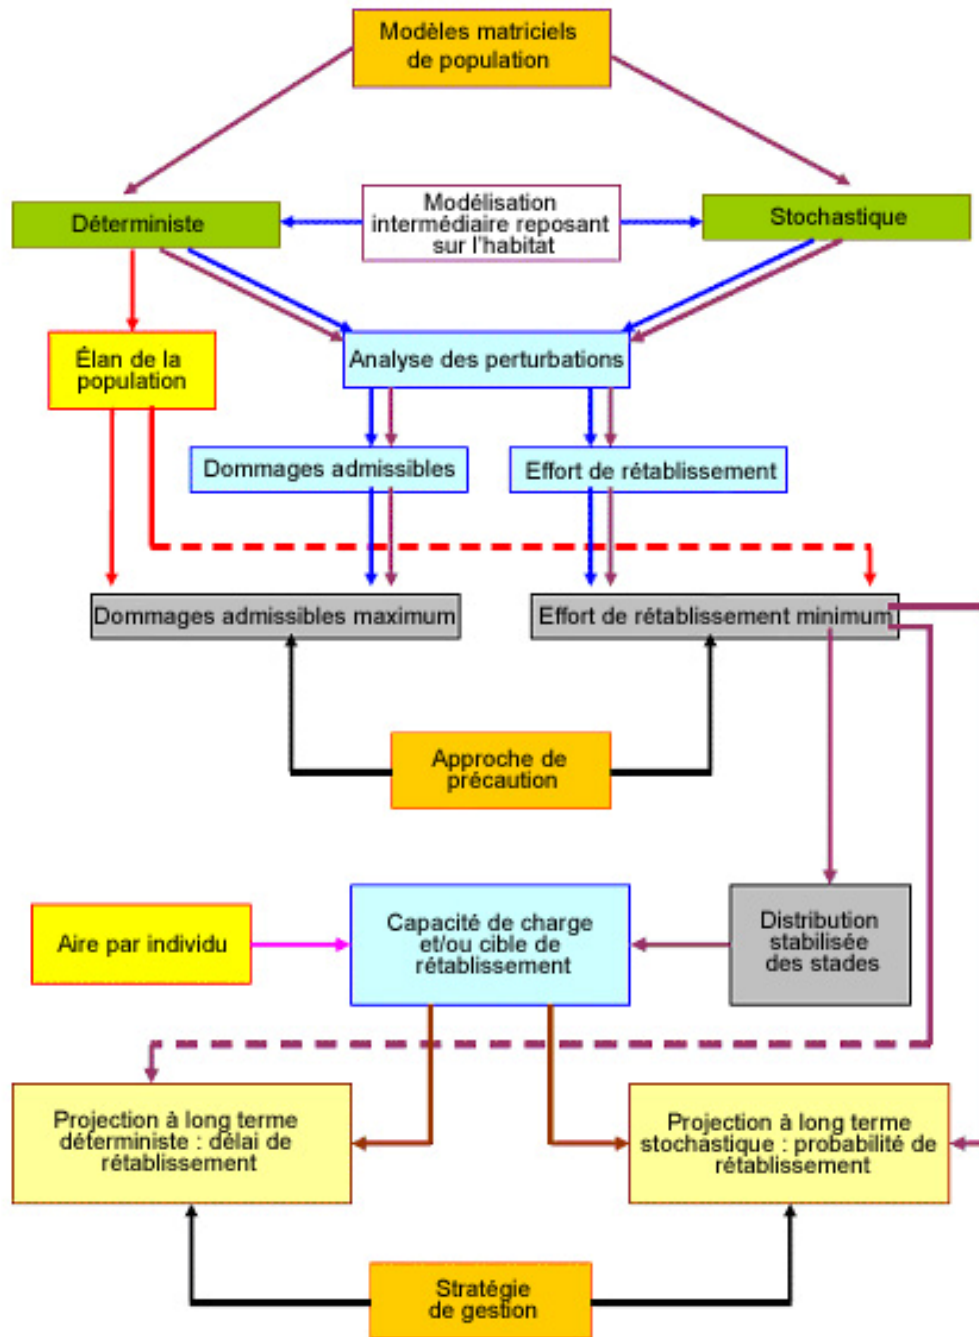 Modèles matriciels
de population
Déterministe
Modélisation
intermédiaire reposant
sur l'habitat
Stochastique
Élan de la
population
Analyse des perturbations
Dommages admissibles
Effort de rétablissement
Dommages admissibles maximum
Effort de rétablissement minimum
Approche de
précaution
Aire par individu
Capacité de charge
et/ou cible de
rétablissement
Distribution
stabilisée
des stades
Projection à long terme
déterministe : délai de
rétablissement
Projection à long terme
stochastique : probabilité de
rétablissement
Stratégie
de gestion